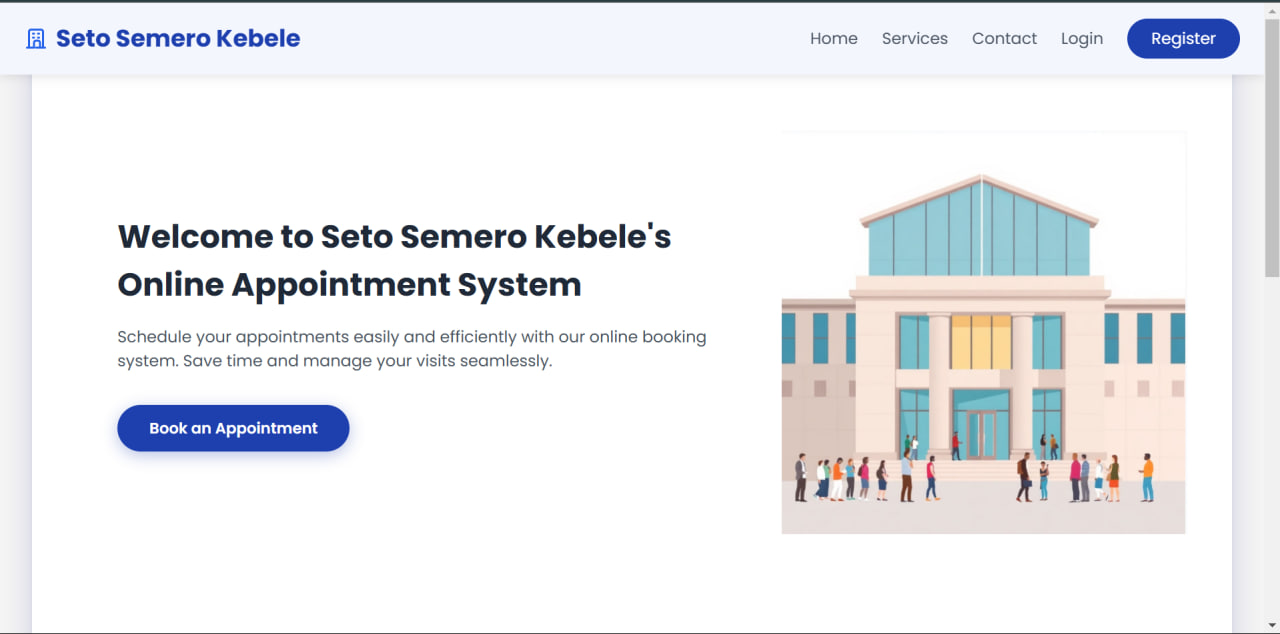 Seto Semero Kebele
Home Services Contact Login Register
Welcome to Seto Semero Kebele's
Online Appointment System
Schedule your appointments easily and efficiently with our online booking
system. Save time and manage your visits seamlessly.
Book an Appointment